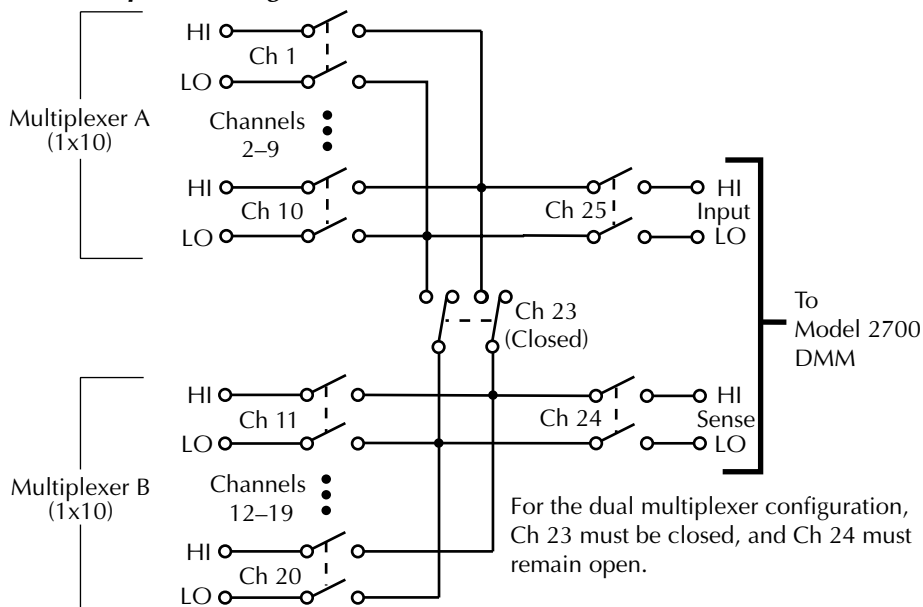 HI
Ch 1
LO
Multiplexer A
(1x10)
Channels
2–9
HI
Ch 10
LO
Ch 25
HI
Input
LO
Ch 23
(Closed)
To
Model 2700
DMM
HI
Ch 11
LO
Ch 24
HI
Sense
LO
Multiplexer B
(1x10)
Channels
12–19
HI
Ch 20
LO
For the dual multiplexer configuration,
Ch 23 must be closed, and Ch 24 must
remain open.